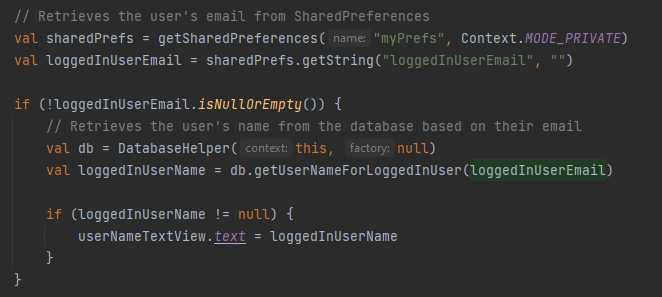 // Retrieves the user's email from SharedPreferences
val sharedPrefs = getSharedPreferences( name: "myPrefs", Context.MODE_PRIVATE)
val loggedInUserEmail = sharedPrefs.getString("loggedInUserEmail", "")
if (!loggedInUserEmail.isNullOrEmpty()) {
// Retrieves the user's name from the database based on their email
val db = DatabaseHelper( context: this, factory: null)
val loggedInUserName = db.getUserNameForLoggedInUser(loggedInUserEmail)
if (loggedInUserName != null) {
userNameTextView.text = loggedInUserName
}
}